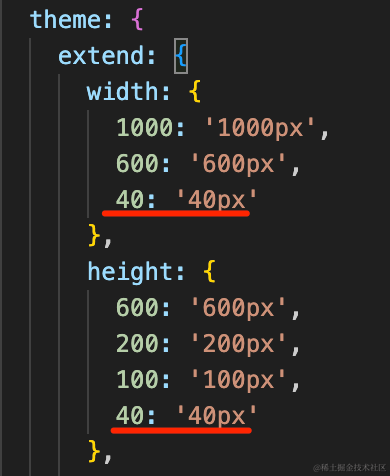 theme: {
extend: {
width: {
1000: '1000px',
600: '600px',
40: '40px'
},
height: {
600: '600px',
200: '200px',
100: '100px',
40: '40px'
},
@稀土掘金技术社区